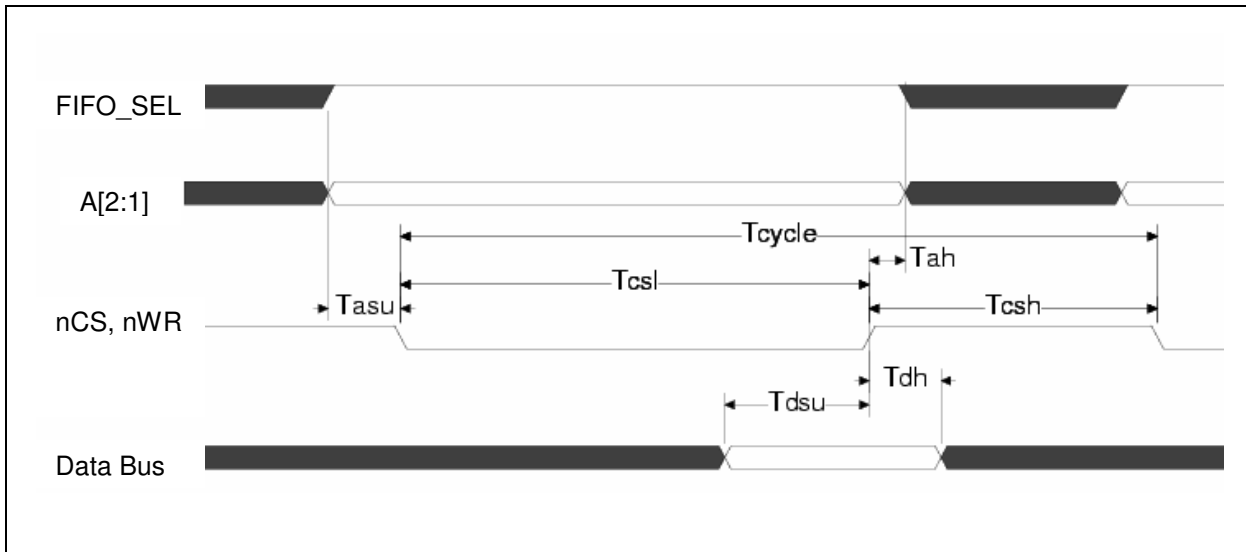 FIFO_SEL
A[2:1]
Tcycle
Tah
Tcsl
Tasu
Tcsh
nCS, nWR
Tdh
Tdsu
Data Bus